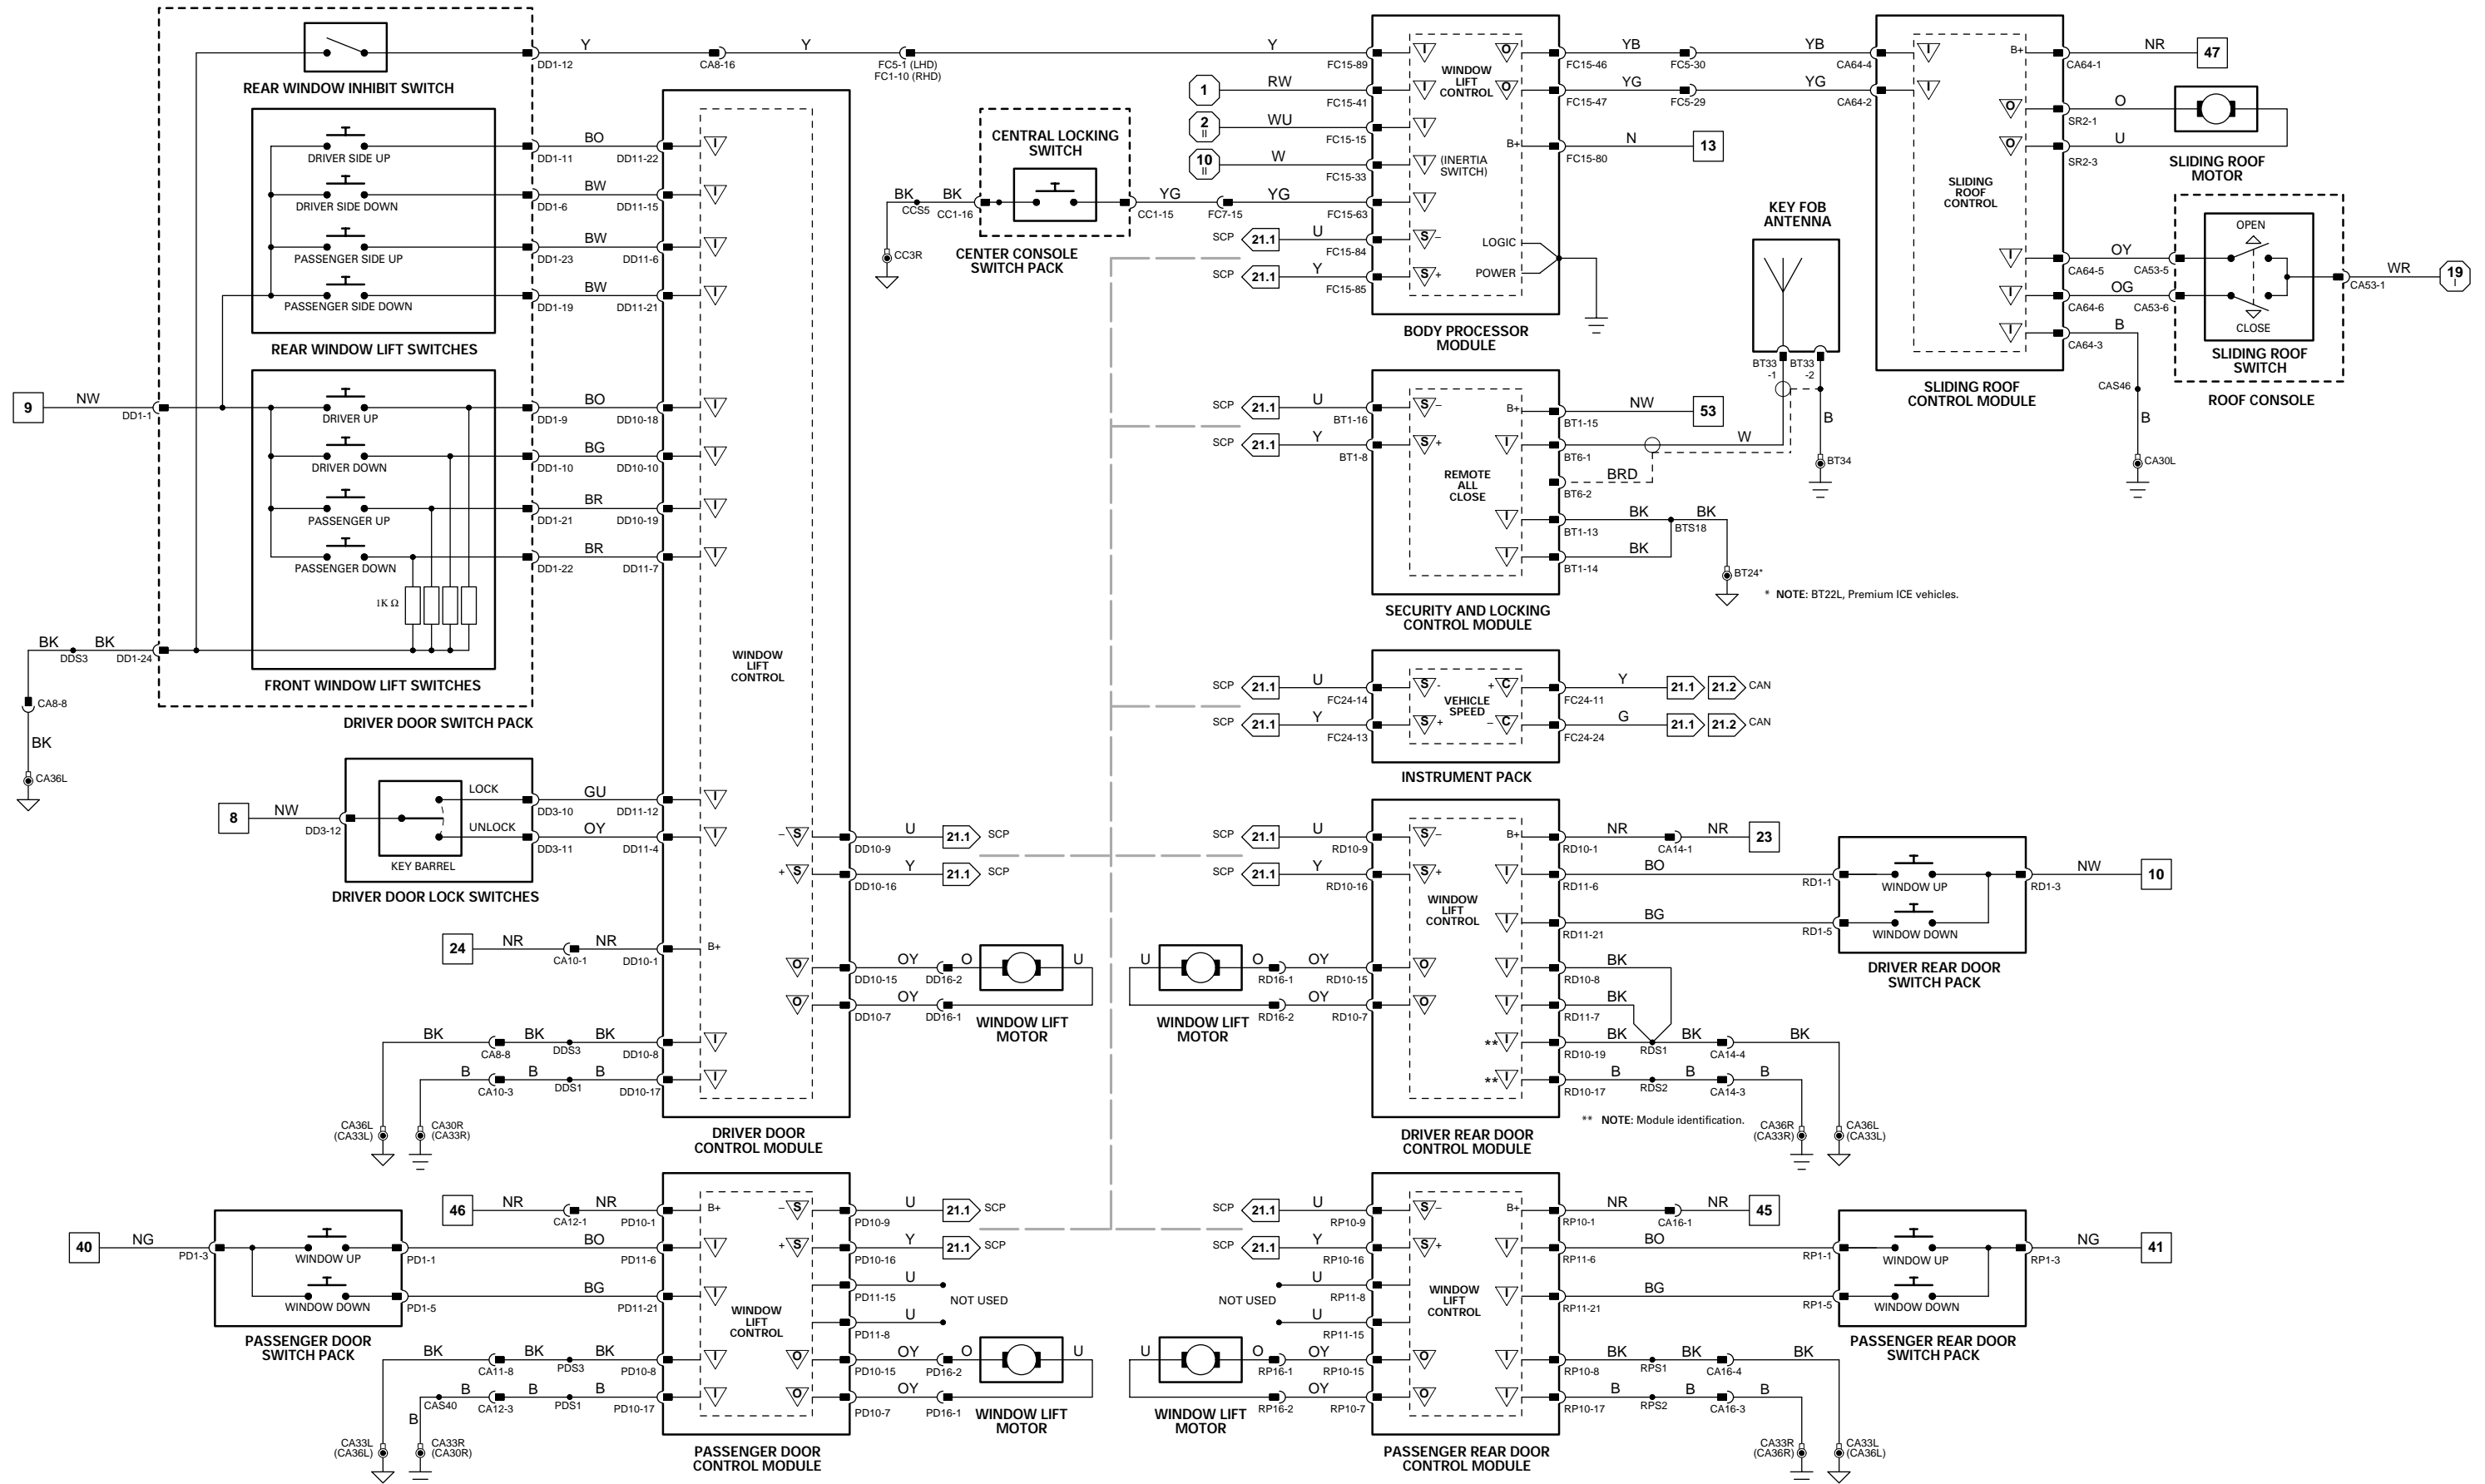 REAR WINDOW INHIBIT SWITCH
DD1-12
Y
CA8-16
Y
FC5-1 (LHD)
FC1-10 (RHD)
Y
FC15-89
DRIVER SIDE UP
DRIVER SIDE DOWN
PASSENGER SIDE UP
PASSENGER SIDE DOWN
REAR WINDOW LIFT SWITCHES
DD1-11
BO
DD11-22
I
DD1-6
BW
DD11-15
I
DD1-23
BW
DD11-6
I
DD1-19
BW
DD11-21
I
9
NW
DD1-1
DRIVER UP
DRIVER DOWN
PASSENGER UP
PASSENGER DOWN
1K Ω
FRONT WINDOW LIFT SWITCHES
DD1-9
BO
DD10-18
I
DD1-10
BG
DD10-10
I
DD1-21
BR
DD10-19
I
DD1-22
BR
DD11-7
I
BK
DDS3
BK
DD1-24
CA8-8
BK
CA36L
DRIVER DOOR SWITCH PACK
WINDOW
LIFT
CONTROL
8
NW
DD3-12
LOCK
UNLOCK
KEY BARREL
DRIVER DOOR LOCK SWITCHES
DD3-10
GU
DD11-12
I
DD3-11
OY
DD11-4
I
– S
DD10-9
U
21.1
SCP
+ S
DD10-16
Y
21.1
SCP
24
NR
CA10-1
NR
DD10-1
B+
O
DD10-15
OY
DD16-2
O
U
O
DD10-7
OY
DD16-1
WINDOW LIFT
MOTOR
BK
CA8-8
BK
DDS3
BK
DD10-8
I
B
CA10-3
B
DDS1
B
DD10-17
I
CA36L
(CA33L)
CA30R
(CA33R)
DRIVER DOOR
CONTROL MODULE
46
NR
CA12-1
NR
PD10-1
B+
40
NG
PD1-3
WINDOW UP
WINDOW DOWN
PD1-1
BO
PD11-6
I
PD1-5
BG
PD11-21
I
PASSENGER DOOR
SWITCH PACK
WINDOW
LIFT
CONTROL
– S
PD10-9
U
21.1
SCP
+ S
PD10-16
Y
21.1
SCP
PD11-15
U
NOT USED
PD11-8
U
BK
CA11-8
BK
PDS3
BK
PD10-8
I
B
CAS40
CA12-3
B
PDS1
B
PD10-17
I
CA33L
(CA36L)
CA33R
(CA30R)
O
PD10-15
OY
PD16-2
O
U
O
PD10-7
OY
PD16-1
WINDOW LIFT
MOTOR
PASSENGER DOOR
CONTROL MODULE
CENTRAL LOCKING
SWITCH
BK
CCS5
BK
CC1-16
CC3R
CC1-15
YG
FC7-15
YG
FC15-63
I
CENTER CONSOLE
SWITCH PACK
1
RW
FC15-41
I
2
II
WU
FC15-15
I
10
II
W
FC15-33
I
(INERTIA
SWITCH)
SCP
21.1
U
FC15-84
S –
SCP
21.1
Y
FC15-85
S +
I
WINDOW
LIFT
CONTROL
O
FC15-46
YB
FC5-30
YB
CA64-4
I
O
FC15-47
YG
FC5-29
YG
CA64-2
I
B+
FC15-80
N
13
LOGIC
POWER
BODY PROCESSOR
MODULE
SCP
21.1
U
BT1-16
S –
SCP
21.1
Y
BT1-8
S +
REMOTE
ALL
CLOSE
B+
BT1-15
NW
53
I
BT6-1
W
BT6-2
BRD
I
BT1-13
BK
BTS18
BK
I
BT1-14
BK
BT24*
* NOTE: BT22L, Premium ICE vehicles.
SECURITY AND LOCKING
CONTROL MODULE
KEY FOB
ANTENNA
BT33
-1
BT33
-2
B
BT34
B+
CA64-1
NR
47
O
SR2-1
O
O
SR2-3
U
SLIDING ROOF
MOTOR
SLIDING
ROOF
CONTROL
I
CA64-5
OY
CA53-5
I
CA64-6
OG
CA53-6
I
CA64-3
B
CAS46
B
CA30L
SLIDING ROOF
CONTROL MODULE
OPEN
CLOSE
SLIDING ROOF
SWITCH
ROOF CONSOLE
CA53-1
WR
19
I
SCP
21.1
U
FC24-14
S -
SCP
21.1
Y
FC24-13
S +
VEHICLE
SPEED
+ C
FC24-11
Y
21.1
21.2
CAN
– C
FC24-24
G
21.1
21.2
CAN
INSTRUMENT PACK
SCP
21.1
U
RD10-9
S –
SCP
21.1
Y
RD10-16
S +
WINDOW
LIFT
CONTROL
B+
RD10-1
NR
CA14-1
NR
23
I
RD11-6
BO
RD1-1
I
RD11-21
BG
RD1-5
WINDOW UP
WINDOW DOWN
RD1-3
NW
10
DRIVER REAR DOOR
SWITCH PACK
U
O
RD16-1
OY
RD10-15
O
RD16-2
OY
RD10-7
O
WINDOW LIFT
MOTOR
I
RD10-8
BK
I
RD11-7
BK
** I
RD10-19
BK
RDS1
BK
CA14-4
BK
** I
RD10-17
B
RDS2
B
CA14-3
B
** NOTE: Module identification.
CA36R
(CA33R)
CA36L
(CA33L)
DRIVER REAR DOOR
CONTROL MODULE
SCP
21.1
U
RP10-9
S –
SCP
21.1
Y
RP10-16
S +
U
RP11-8
NOT USED
U
RP11-15
WINDOW
LIFT
CONTROL
B+
RP10-1
NR
CA16-1
NR
45
I
RP11-6
BO
RP1-1
I
RP11-21
BG
RP1-5
WINDOW UP
WINDOW DOWN
RP1-3
NG
41
PASSENGER REAR DOOR
SWITCH PACK
U
O
RP16-1
OY
RP10-15
O
RP16-2
OY
RP10-7
O
WINDOW LIFT
MOTOR
I
RP10-8
BK
RPS1
BK
CA16-4
BK
I
RP10-17
B
RPS2
B
CA16-3
B
CA33R
(CA36R)
CA33L
(CA36L)
PASSENGER REAR DOOR
CONTROL MODULE